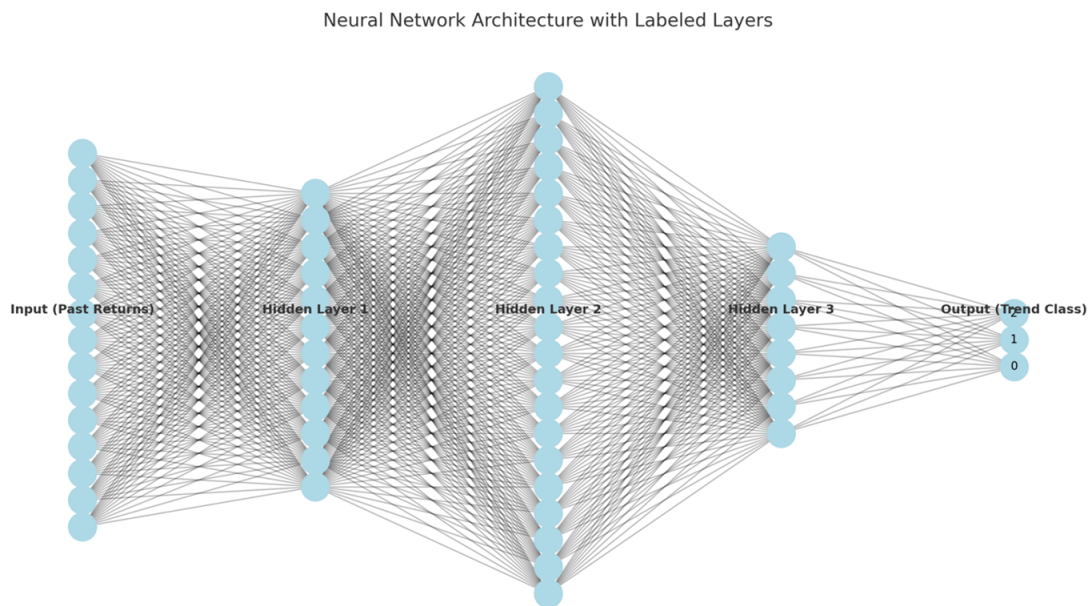 Neural Network Architecture with Labeled Layers
Input (Past Returns)
Hidden Layer 1
Hidden Layer 2
Hidden Layer 3
Output (Trend Class)
2
1
0